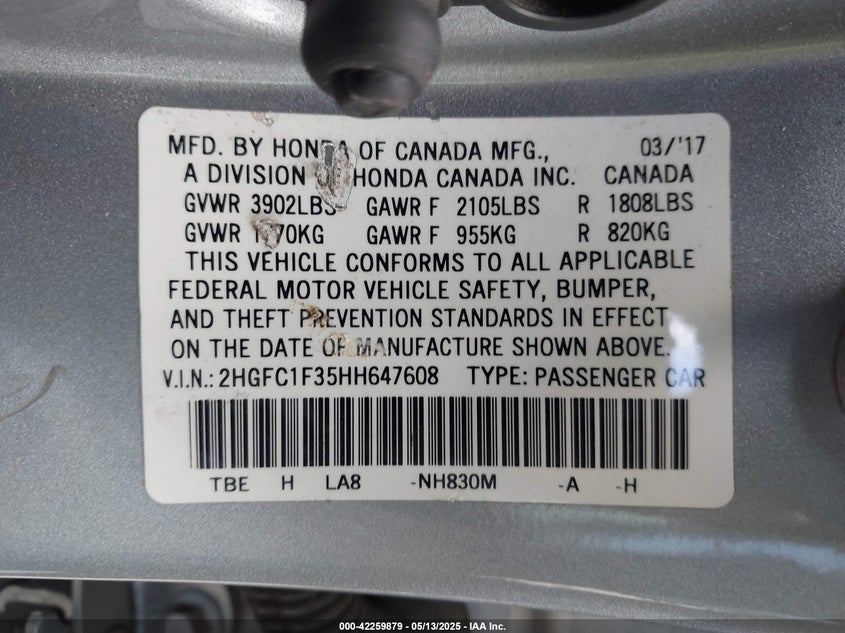 MFD. BY HONDA OF CANADA MFG., 03/'17
A DIVISION OF HONDA CANADA INC. CANADA
GVWR 3902LBS GAWR F 2105LBS R 1808LBS
GVWR GAWR F 955KG R 820KG
THIS VEHICLE CONFORMS TO ALL APPLICABLE
FEDERAL MOTOR VEHICLE SAFETY, BUMPER,
AND THEFT PREVENTION STANDARDS IN EFFECT
ON THE DATE OF MANUFACTURE SHOWN ABOVE.
V.I.N.: 2HGFC1F35HH647608 TYPE: PASSENGER CAR
TBE H LA8 -NH830M -A -H
000-42259879 - 05/13/2025 - IAA Inc.